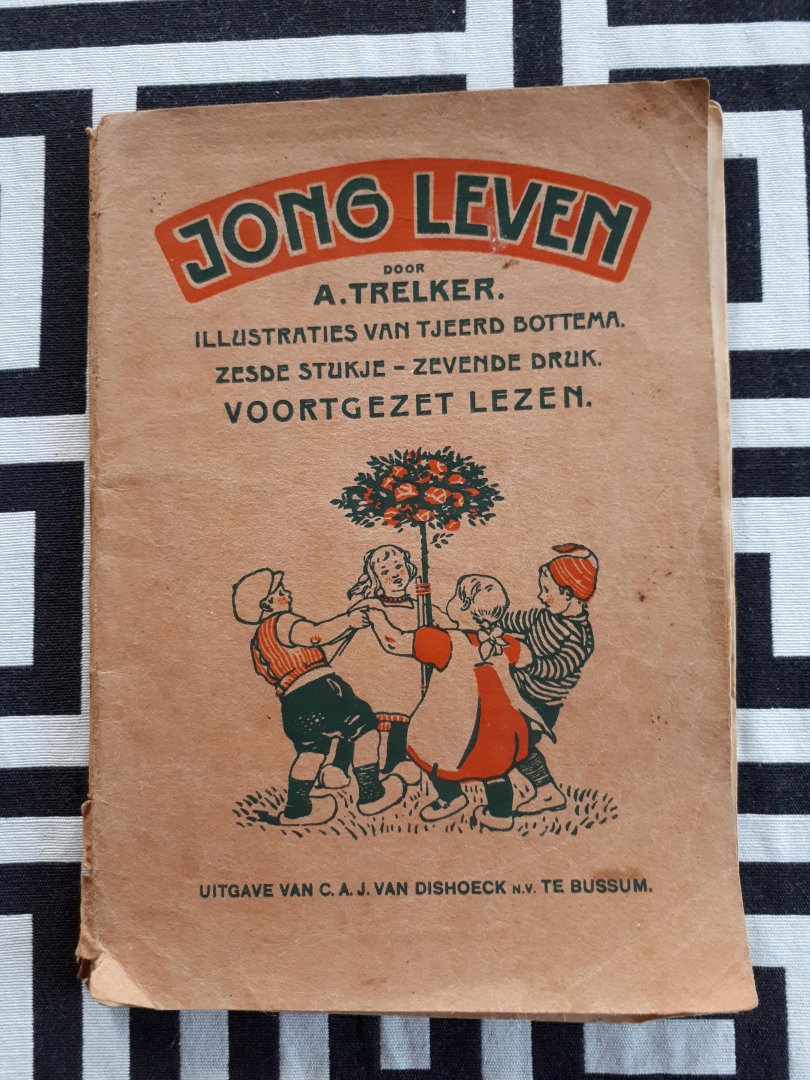 JONG LEVEN
DOOR
A. TRELKER.
ILLUSTRATIES VAN TJEERD BOTTEMA.
ZESDE STUKJE - ZEVENDE DRUK.
VOORTGEZET LEZEN.
UITGAVE VAN C. A. J. VAN DISHOECK N.V. TE BUSSUM.